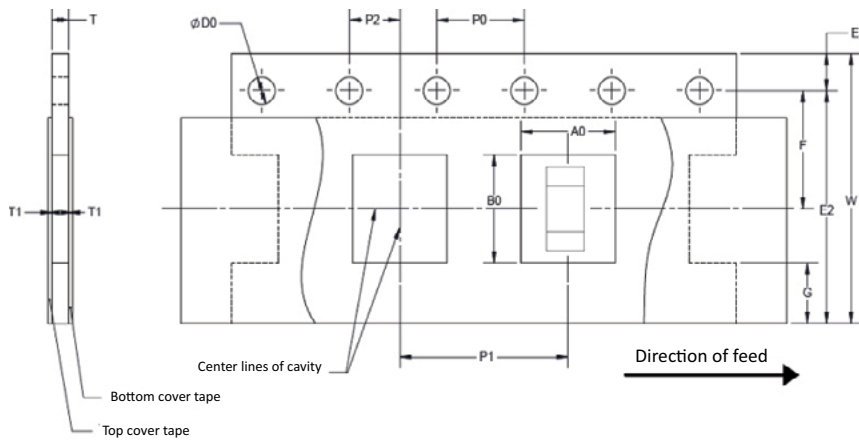 T
ϕD0
P2
P0
E
A0
F
T1
T1
B0
E2
W
G
Center lines of cavity
P1
Direction of feed
Bottom cover tape
Top cover tape